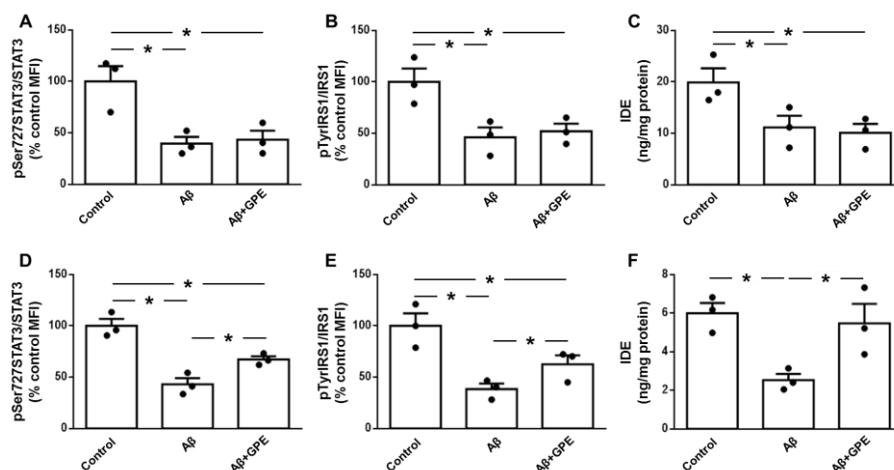 A
pSer727STAT3/STAT3
(% control MFI)
150
100
50
0
*
*
Control
Aβ
Aβ+GPE
B
pTyrIRS1/IRS1
(% control MFI)
150
100
50
0
*
*
Control
Aβ
Aβ+GPE
C
IDE
(ng/mg protein)
30
20
10
0
*
*
Control
Aβ
Aβ+GPE
D
pSer727STAT3/STAT3
(% control MFI)
150
100
50
0
*
*
*
Control
Aβ
Aβ+GPE
E
pTyrIRS1/IRS1
(% control MFI)
150
100
50
0
*
*
*
Control
Aβ
Aβ+GPE
F
IDE
(ng/mg protein)
8
6
4
2
0
*
*
Control
Aβ
Aβ+GPE